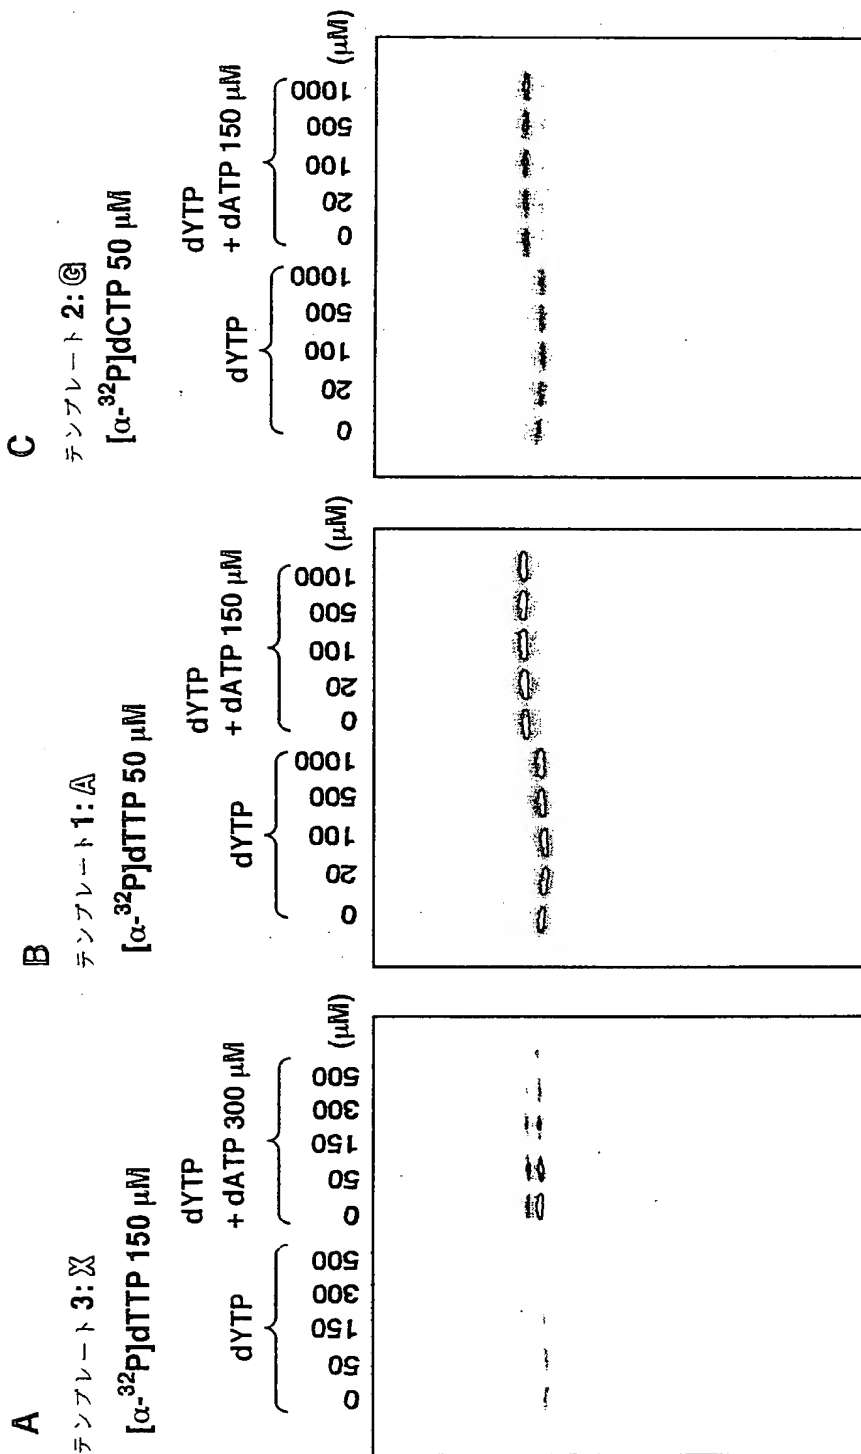 A
テンプレート 3: X
[α-³²P]dTTP 150 μM
dYTP
dYTP
+ dATP 300 μM
0 50 150 300 500 0 50 150 300 500 (μM)
B
テンプレート 1: A
[α-³²P]dTTP 50 μM
dYTP
dYTP
+ dATP 150 μM
0 20 100 500 1000 0 20 100 500 1000 (μM)
C
テンプレート 2: G
[α-³²P]dCTP 50 μM
dYTP
dYTP
+ dATP 150 μM
0 20 100 500 1000 0 20 100 500 1000 (μM)